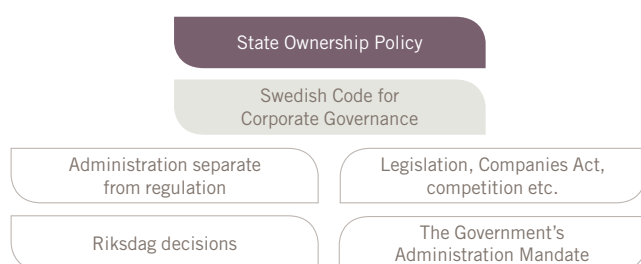 State Ownership Policy
Swedish Code for
Corporate Governance
Administration separate
from regulation
Legislation, Companies Act,
competition etc.
Riksdag decisions
The Government's
Administration Mandate